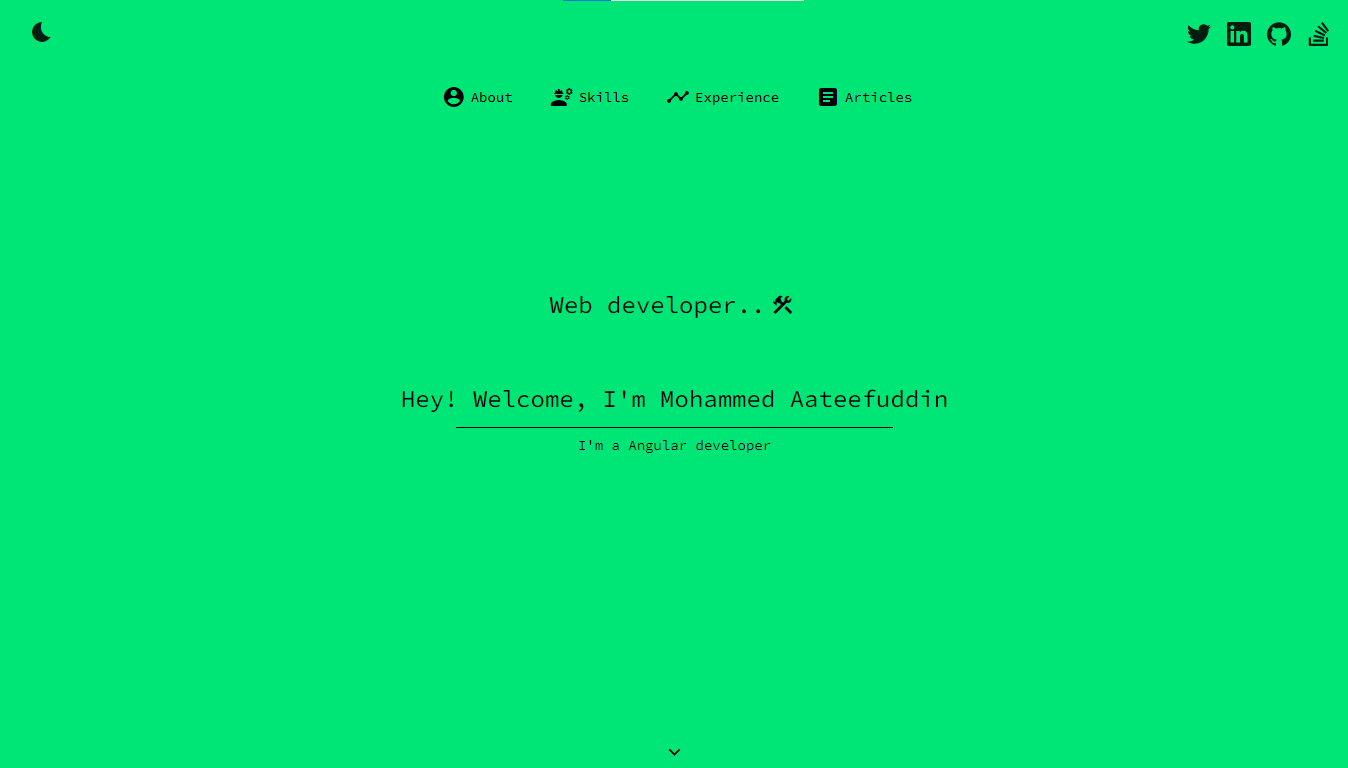 About Skills Experience Articles
Web developer..
Hey! Welcome, I'm Mohammed Aateefuddin
I'm a Angular developer